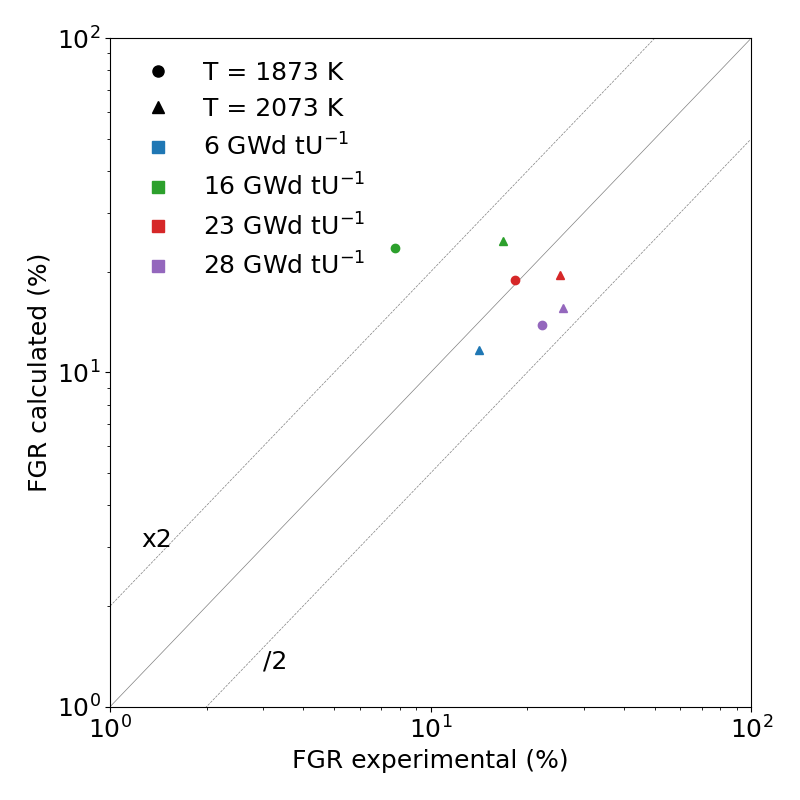 10²
T = 1873 K
T = 2073 K
6 GWd tU⁻¹
16 GWd tU⁻¹
23 GWd tU⁻¹
28 GWd tU⁻¹
FGR calculated (%)
10¹
x2
/2
10⁰
10⁰
10¹
10²
FGR experimental (%)